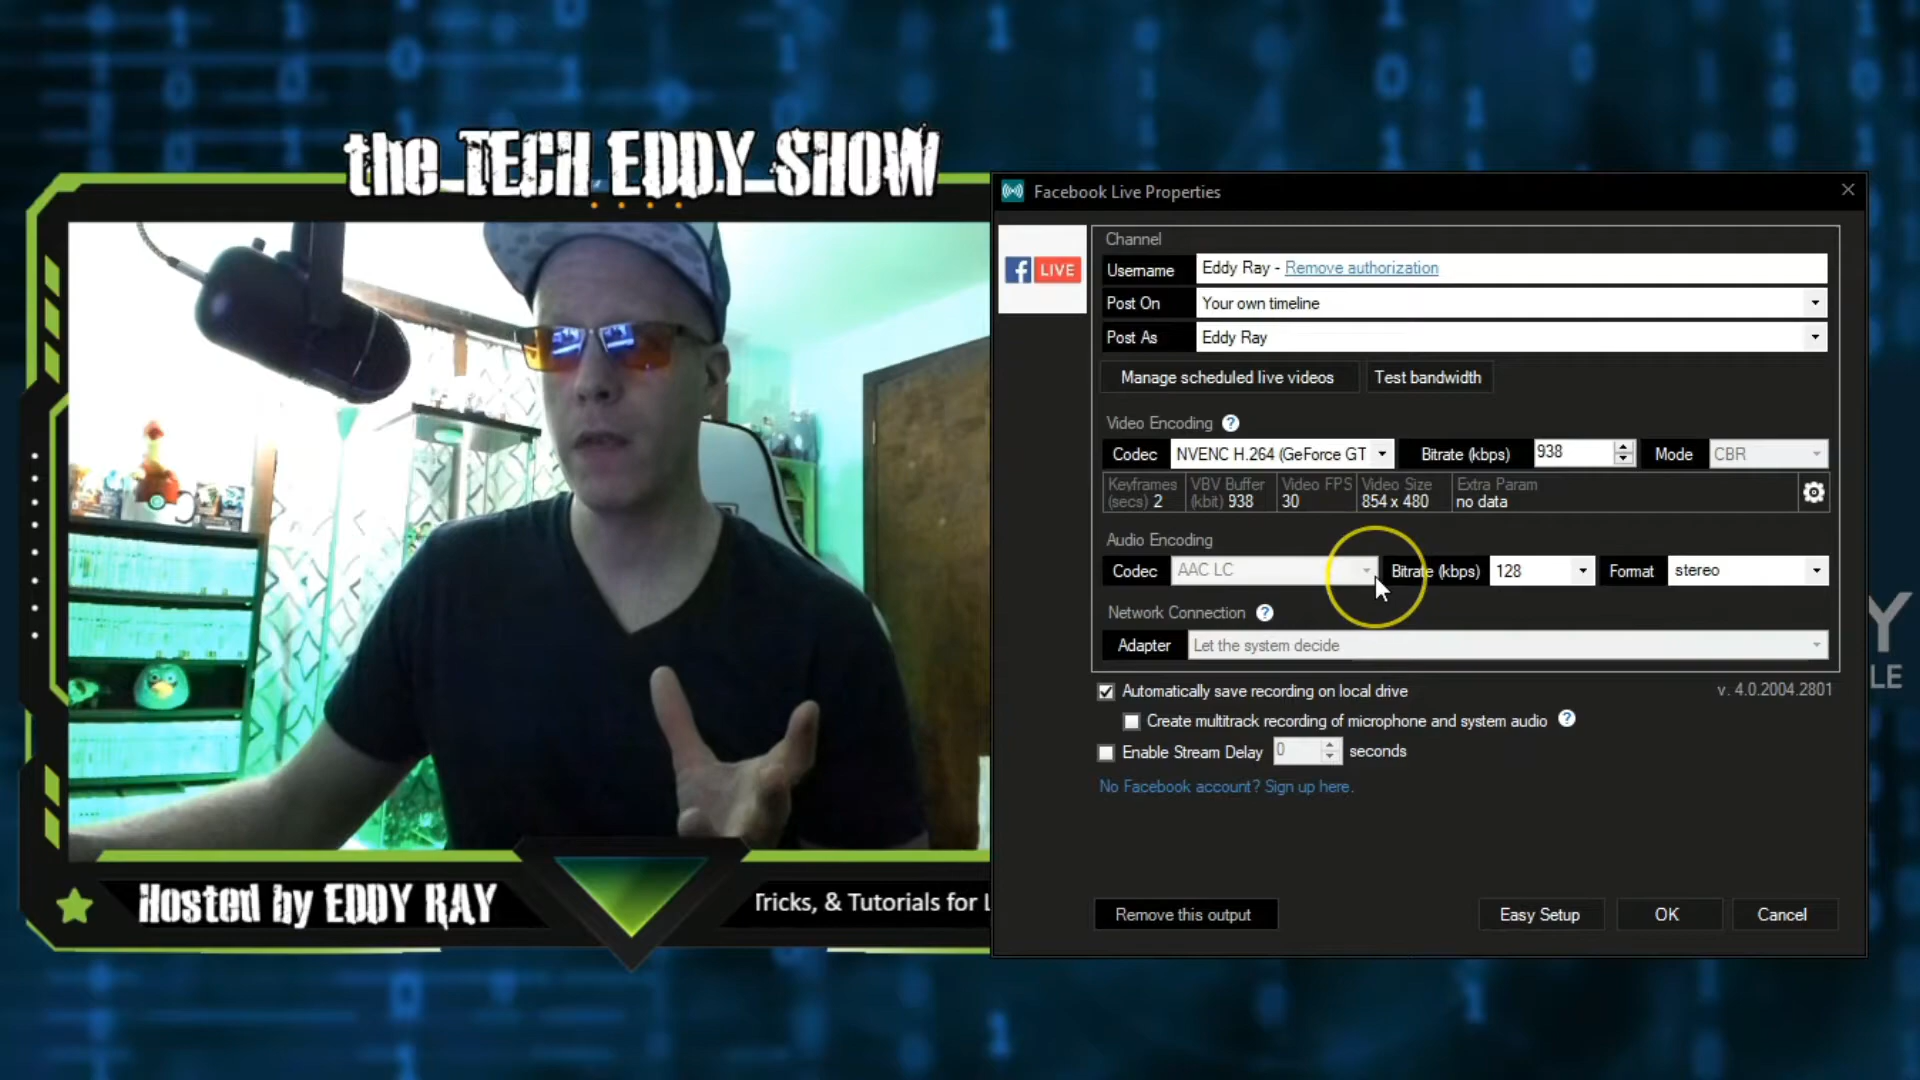 the TECH EDDY SHOW
Hosted by EDDY RAY
Tricks, & Tutorials for L
Facebook Live Properties
f LIVE
Channel
Username Eddy Ray - Remove authorization
Post On Your own timeline
Post As Eddy Ray
Manage scheduled live videos Test bandwidth
Video Encoding ?
Codec NVENC H.264 (GeForce GT Bitrate (kbps) 938 Mode CBR
Keyframes VBV Buffer Video FPS Video Size Extra Param
(secs) 2 (kbit) 938 30 854 x 480 no data
Audio Encoding
Codec AAC LC Bitrate (kbps) 128 Format stereo
Network Connection ?
Adapter Let the system decide
Automatically save recording on local drive v. 4.0.2004.2801
Create multitrack recording of microphone and system audio ?
Enable Stream Delay 0 seconds
No Facebook account? Sign up here.
Remove this output Easy Setup OK Cancel
Y
LE